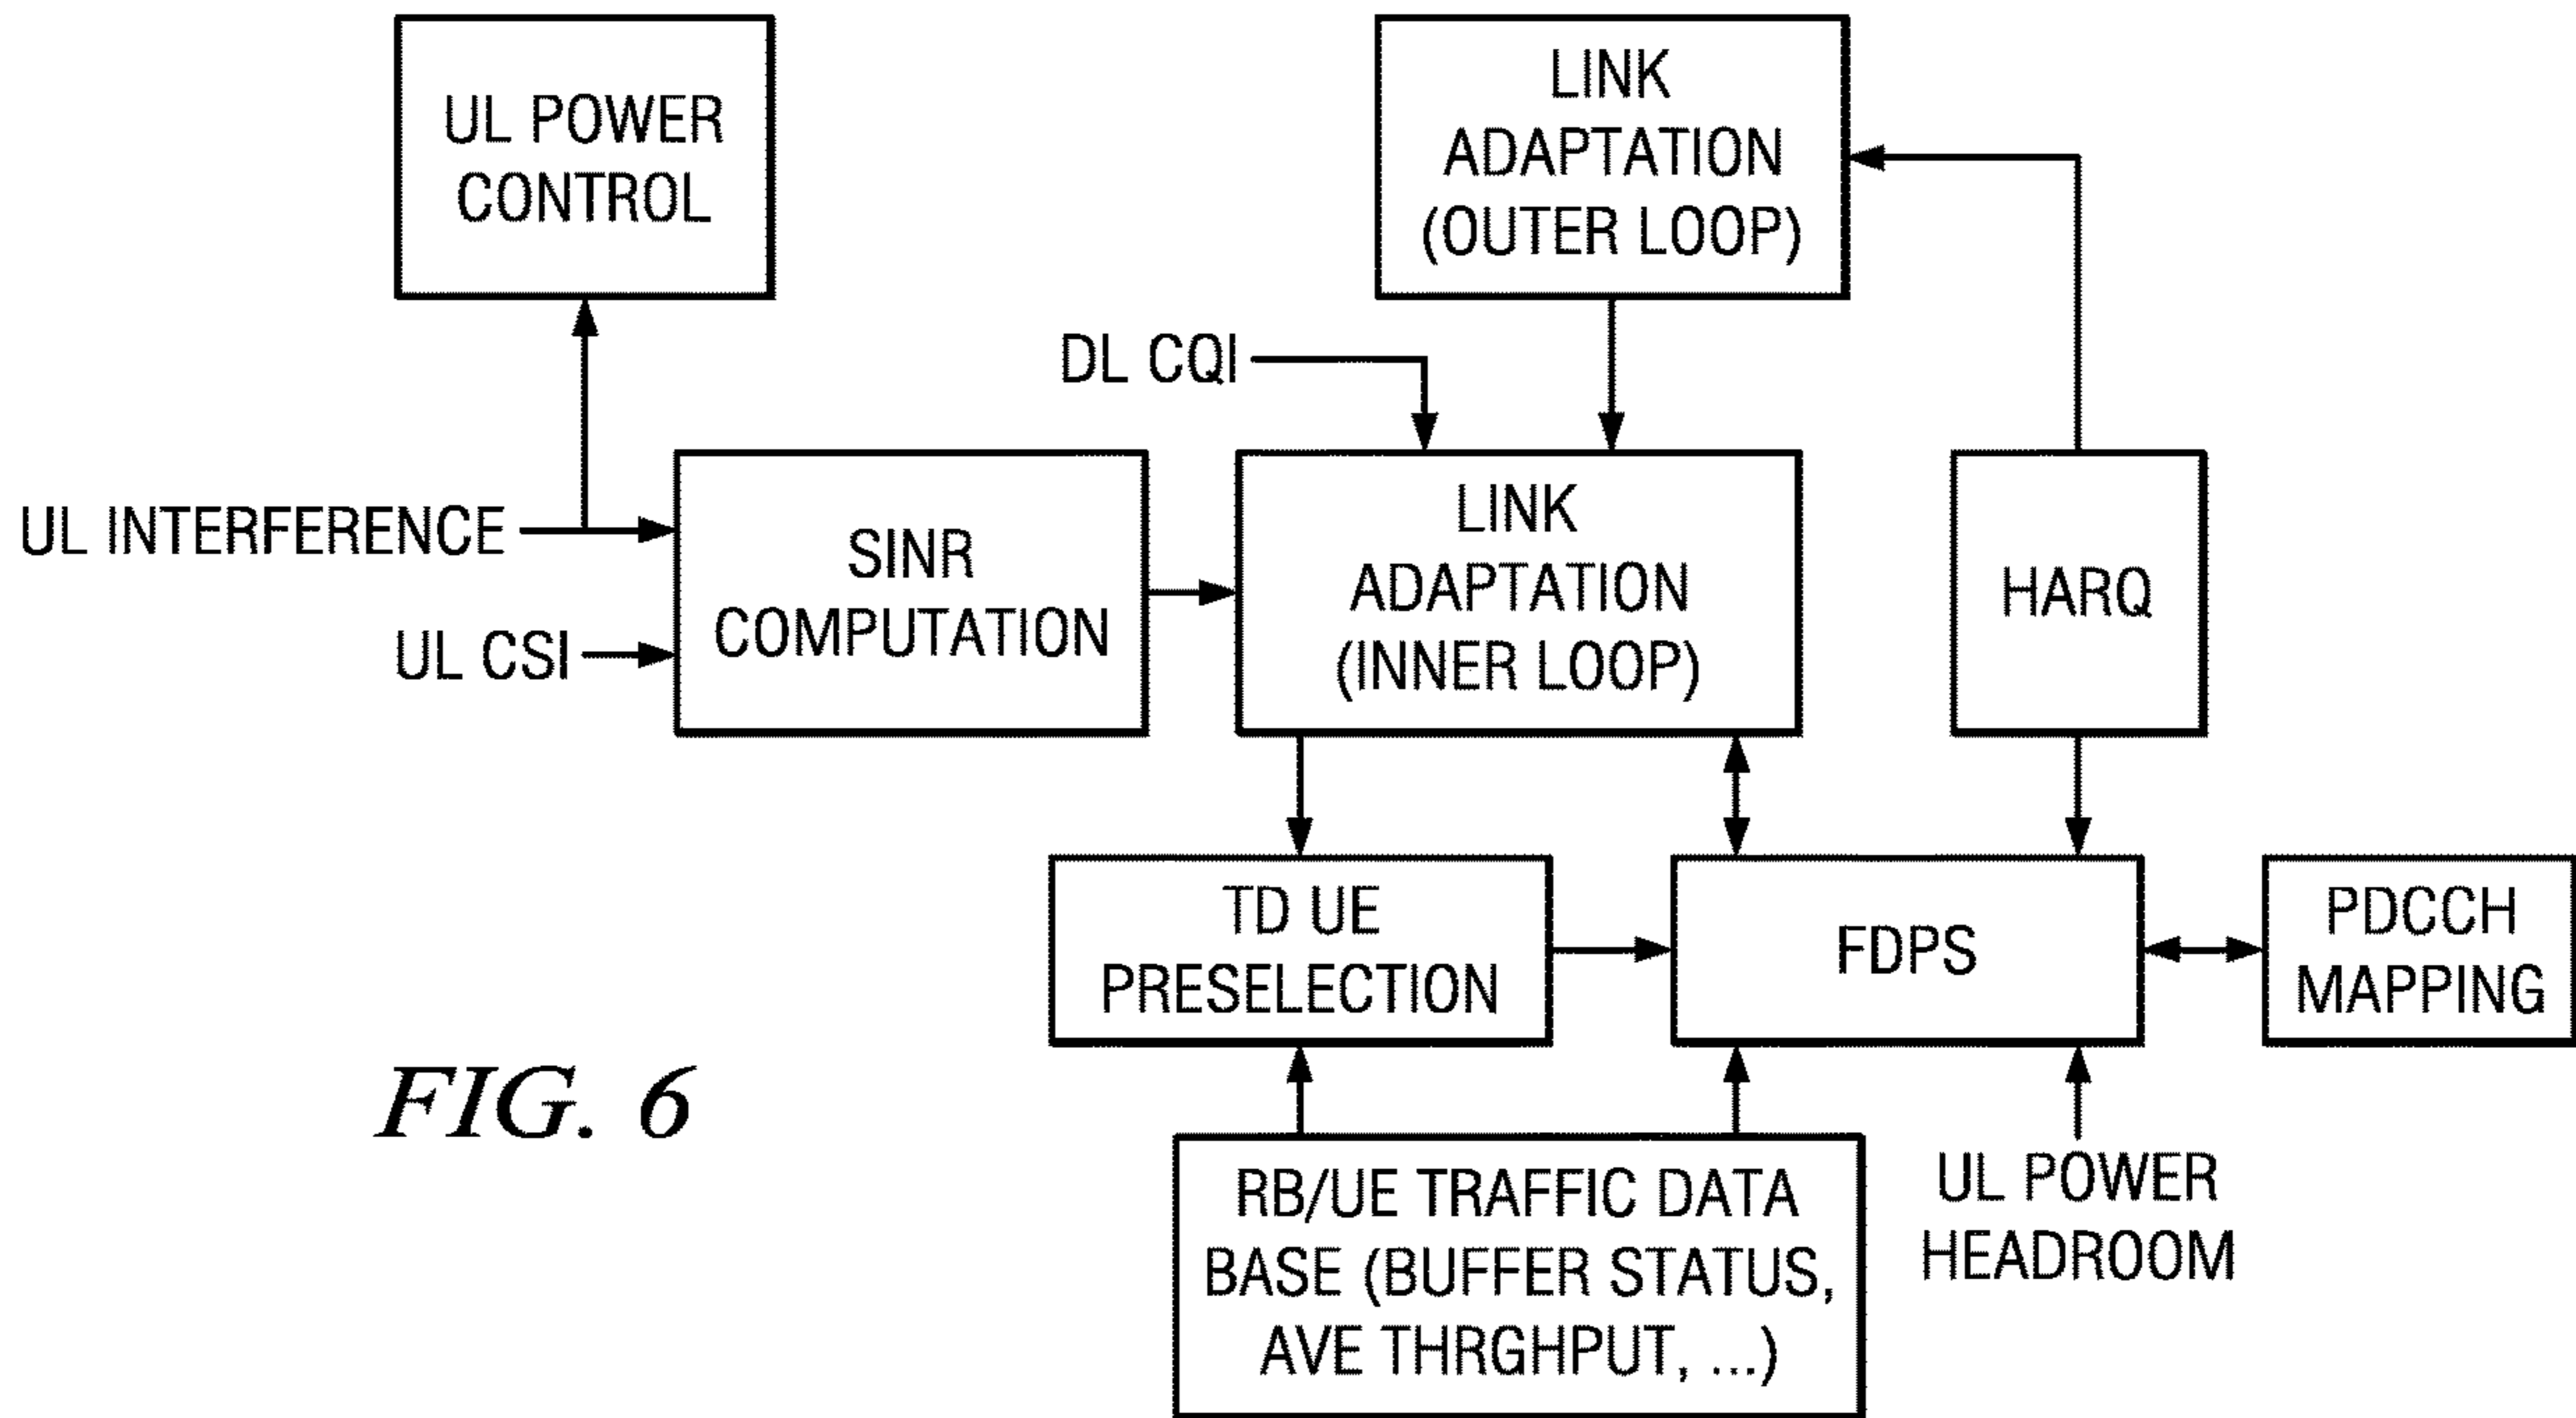 UL POWER
CONTROL
LINK
ADAPTATION
(OUTER LOOP)
DL CQI
UL INTERFERENCE
UL CSI
SINR
COMPUTATION
LINK
ADAPTATION
(INNER LOOP)
HARQ
TD UE
PRESELECTION
FDPS
PDCCH
MAPPING
RB/UE TRAFFIC DATA
BASE (BUFFER STATUS,
AVE THRGHPUT, ...)
UL POWER
HEADROOM
FIG. 6